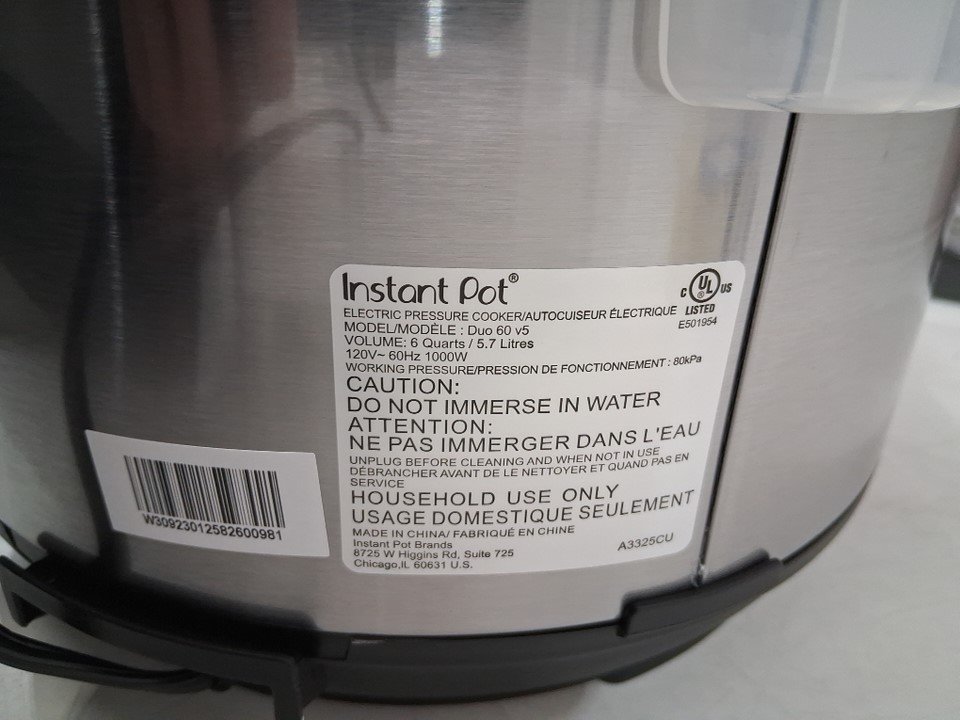 Instant Pot®
ELECTRIC PRESSURE COOKER/AUTOCUISEUR ÉLECTRIQUE
MODEL/MODÈLE : Duo 60 v5
VOLUME: 6 Quarts / 5.7 Litres
120V~ 60Hz 1000W
WORKING PRESSURE/PRESSION DE FONCTIONNEMENT : 80kPa
C UL ® US
LISTED
E501954
CAUTION:
DO NOT IMMERSE IN WATER
ATTENTION:
NE PAS IMMERGER DANS L'EAU
UNPLUG BEFORE CLEANING AND WHEN NOT IN USE
DÉBRANCHER AVANT DE LE NETTOYER ET QUAND PAS EN
SERVICE
HOUSEHOLD USE ONLY
USAGE DOMESTIQUE SEULEMENT
MADE IN CHINA/ FABRIQUÉ EN CHINE
Instant Pot Brands
8725 W Higgins Rd, Suite 725
Chicago,IL 60631 U.S.
A3325CU
W30923012582600981